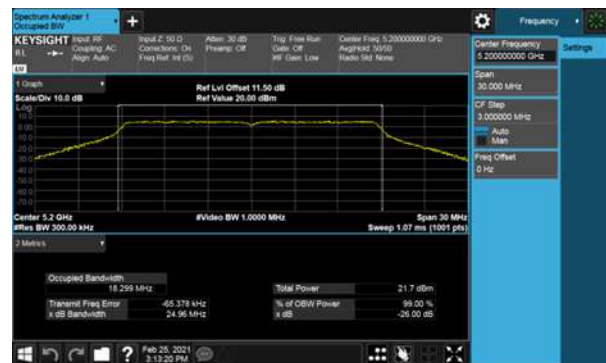 Spectrum Analyzer 1
Occupied BW
Frequency
KEYSIGHT
Input: RF
Coupling: AC
Align: Auto
Input Z: 50 Ω
Corrections: On
Freq Ref: Int (S)
Atten: 30 dB
Preamp: Off
Trig: Free Run
Gate: Off
#IF Gain: Low
Center Freq: 5.200000000 GHz
Avg|Hold: 50/50
Radio Std: None
Center Frequency
5.200000000 GHz
Settings
Span
30.000 MHz
CF Step
3.000000 MHz
Auto
Man
Freq Offset
0 Hz
1 Graph
Scale/Div 10.0 dB
Ref Lvl Offset 11.50 dB
Ref Value 20.00 dBm
Log
Center 5.2 GHz
#Video BW 1.0000 MHz
Span 30 MHz
#Res BW 300.00 kHz
Sweep 1.07 ms (1001 pts)
2 Metrics
Occupied Bandwidth
18.299 MHz
Total Power
21.7 dBm
Transmit Freq Error
-65.378 kHz
% of OBW Power
99.00 %
x dB Bandwidth
24.96 MHz
x dB
-26.00 dB
Feb 25, 2021
3:13:20 PM